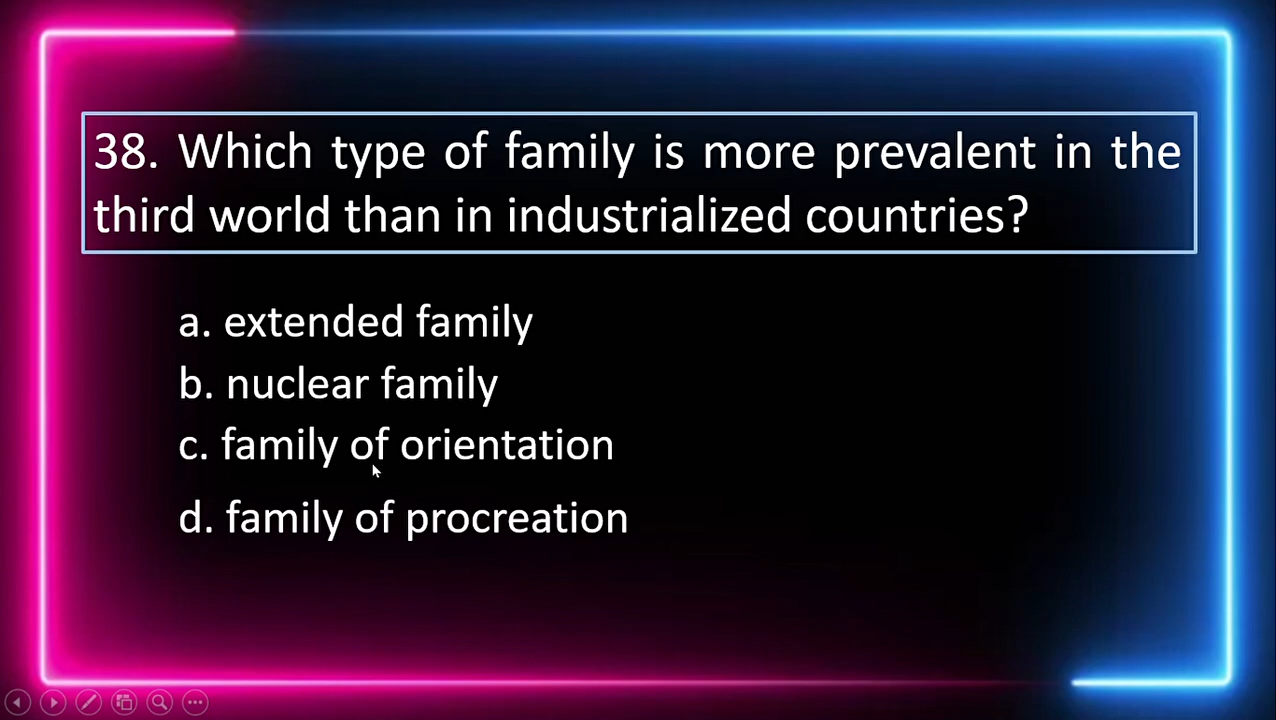 38. Which type of family is more prevalent in the
third world than in industrialized countries?
a. extended family
b. nuclear family
c. family of orientation
d. family of procreation